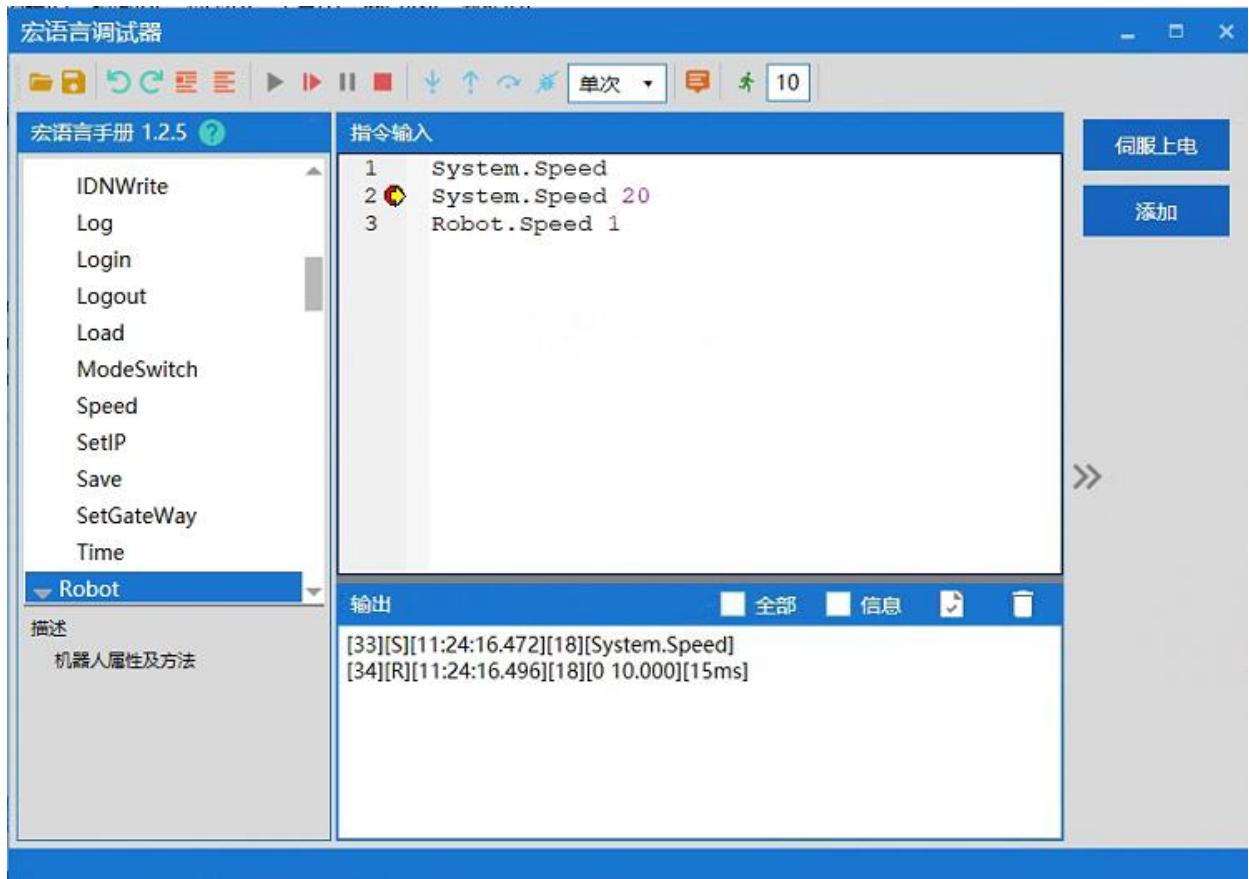 宏语言调试器
单次
10
宏语言手册 1.2.5
IDNWrite
Log
Login
Logout
Load
ModeSwitch
Speed
SetIP
Save
SetGateWay
Time
Robot
描述
机器人属性及方法
指令输入
1 System.Speed
2 System.Speed 20
3 Robot.Speed 1
输出 全部 信息
[33][S][11:24:16.472][18][System.Speed]
[34][R][11:24:16.496][18][0 10.000][15ms]
伺服上电
添加